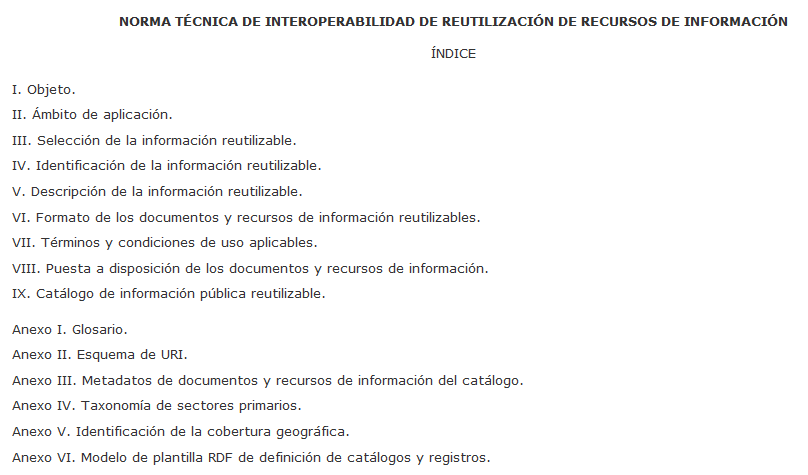 NORMA TÉCNICA DE INTEROPERABILIDAD DE REUTILIZACIÓN DE RECURSOS DE INFORMACIÓN
ÍNDICE
I. Objeto.
II. Ámbito de aplicación.
III. Selección de la información reutilizable.
IV. Identificación de la información reutilizable.
V. Descripción de la información reutilizable.
VI. Formato de los documentos y recursos de información reutilizables.
VII. Términos y condiciones de uso aplicables.
VIII. Puesta a disposición de los documentos y recursos de información.
IX. Catálogo de información pública reutilizable.
Anexo I. Glosario.
Anexo II. Esquema de URI.
Anexo III. Metadatos de documentos y recursos de información del catálogo.
Anexo IV. Taxonomía de sectores primarios.
Anexo V. Identificación de la cobertura geográfica.
Anexo VI. Modelo de plantilla RDF de definición de catálogos y registros.